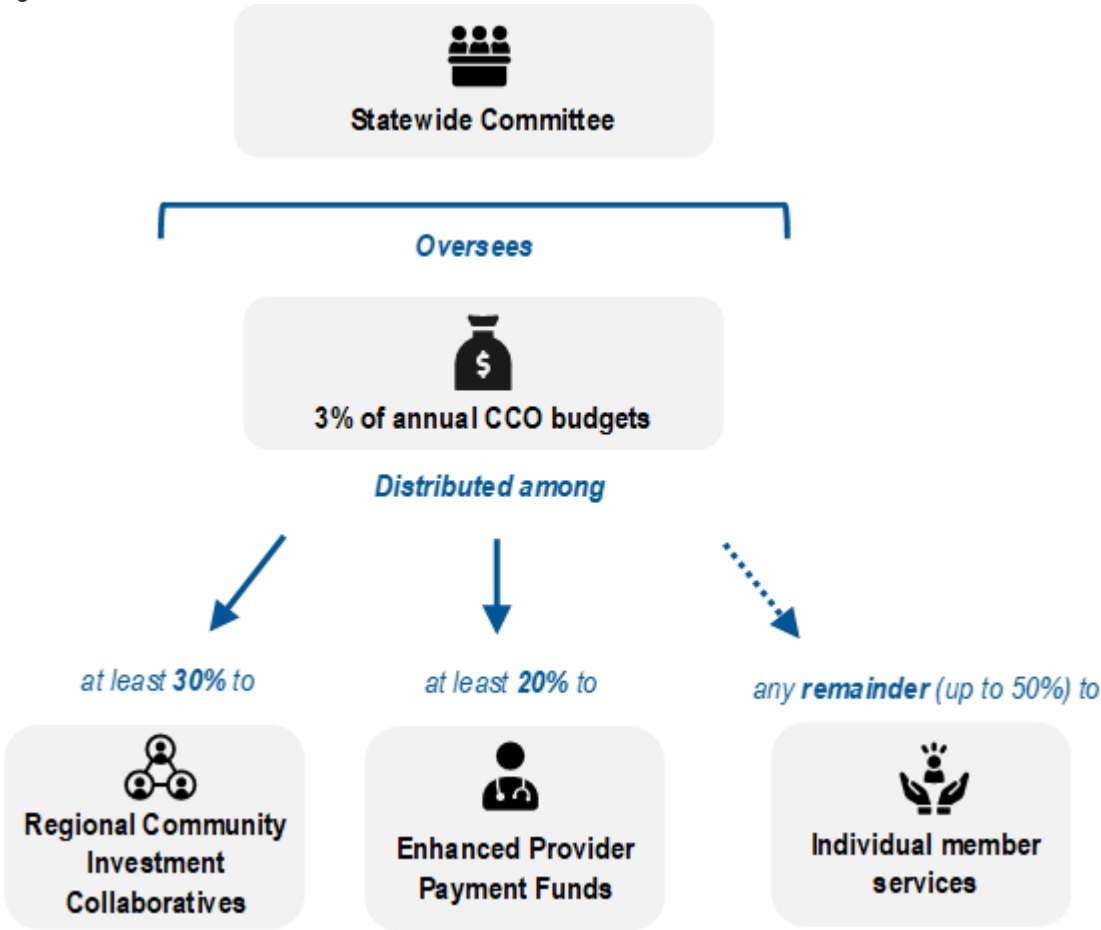 Statewide Committee
Oversees
$
3% of annual CCO budgets
Distributed among
at least 30% to
at least 20% to
any remainder (up to 50%) to
Regional Community
Investment
Collaboratives
Enhanced Provider
Payment Funds
Individual member
services